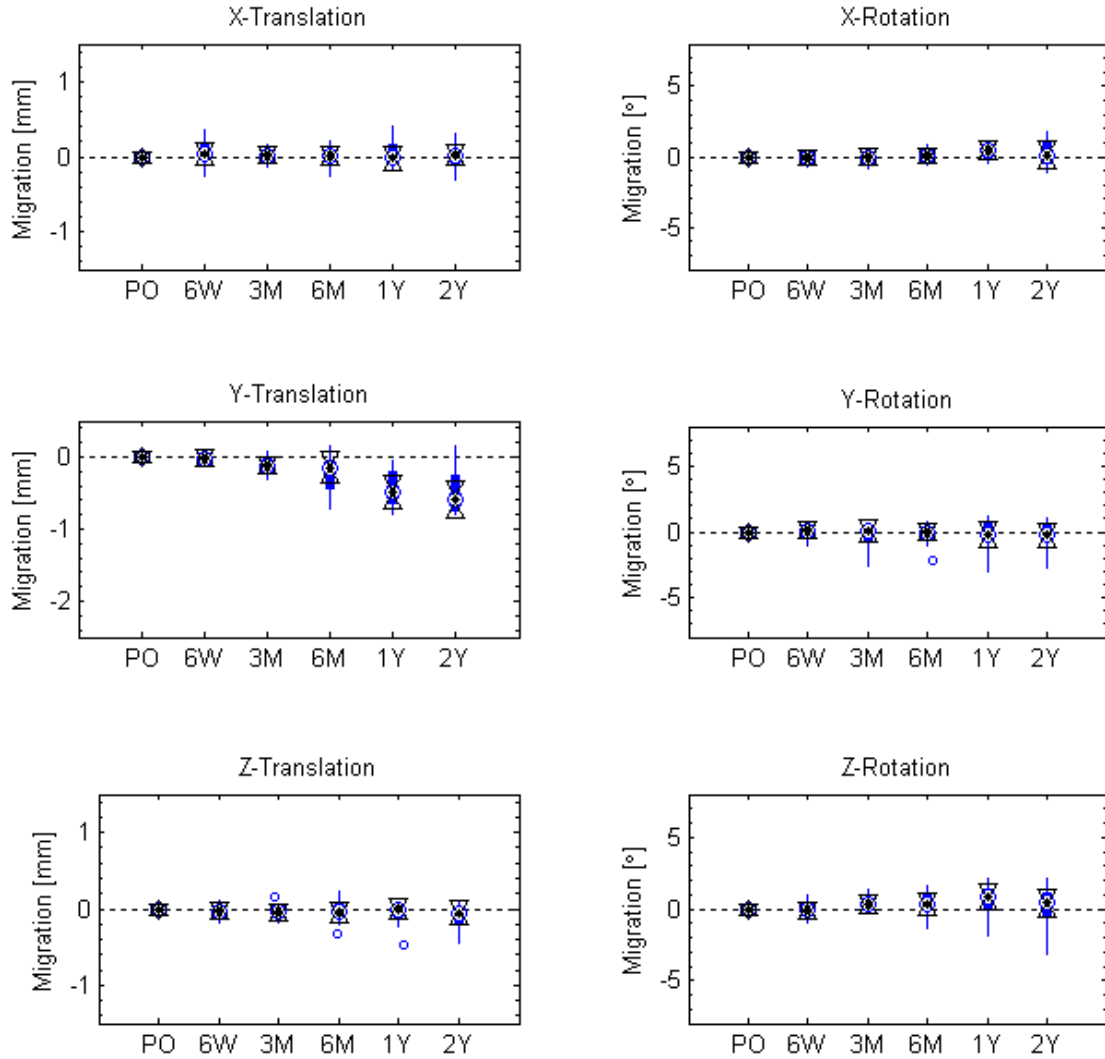 X-Translation
Migration [mm]
1
0
-1
PO 6W 3M 6M 1Y 2Y
X-Rotation
Migration [°]
5
0
-5
PO 6W 3M 6M 1Y 2Y
Y-Translation
Migration [mm]
0
-1
-2
PO 6W 3M 6M 1Y 2Y
Y-Rotation
Migration [°]
5
0
-5
PO 6W 3M 6M 1Y 2Y
Z-Translation
Migration [mm]
1
0
-1
PO 6W 3M 6M 1Y 2Y
Z-Rotation
Migration [°]
5
0
-5
PO 6W 3M 6M 1Y 2Y